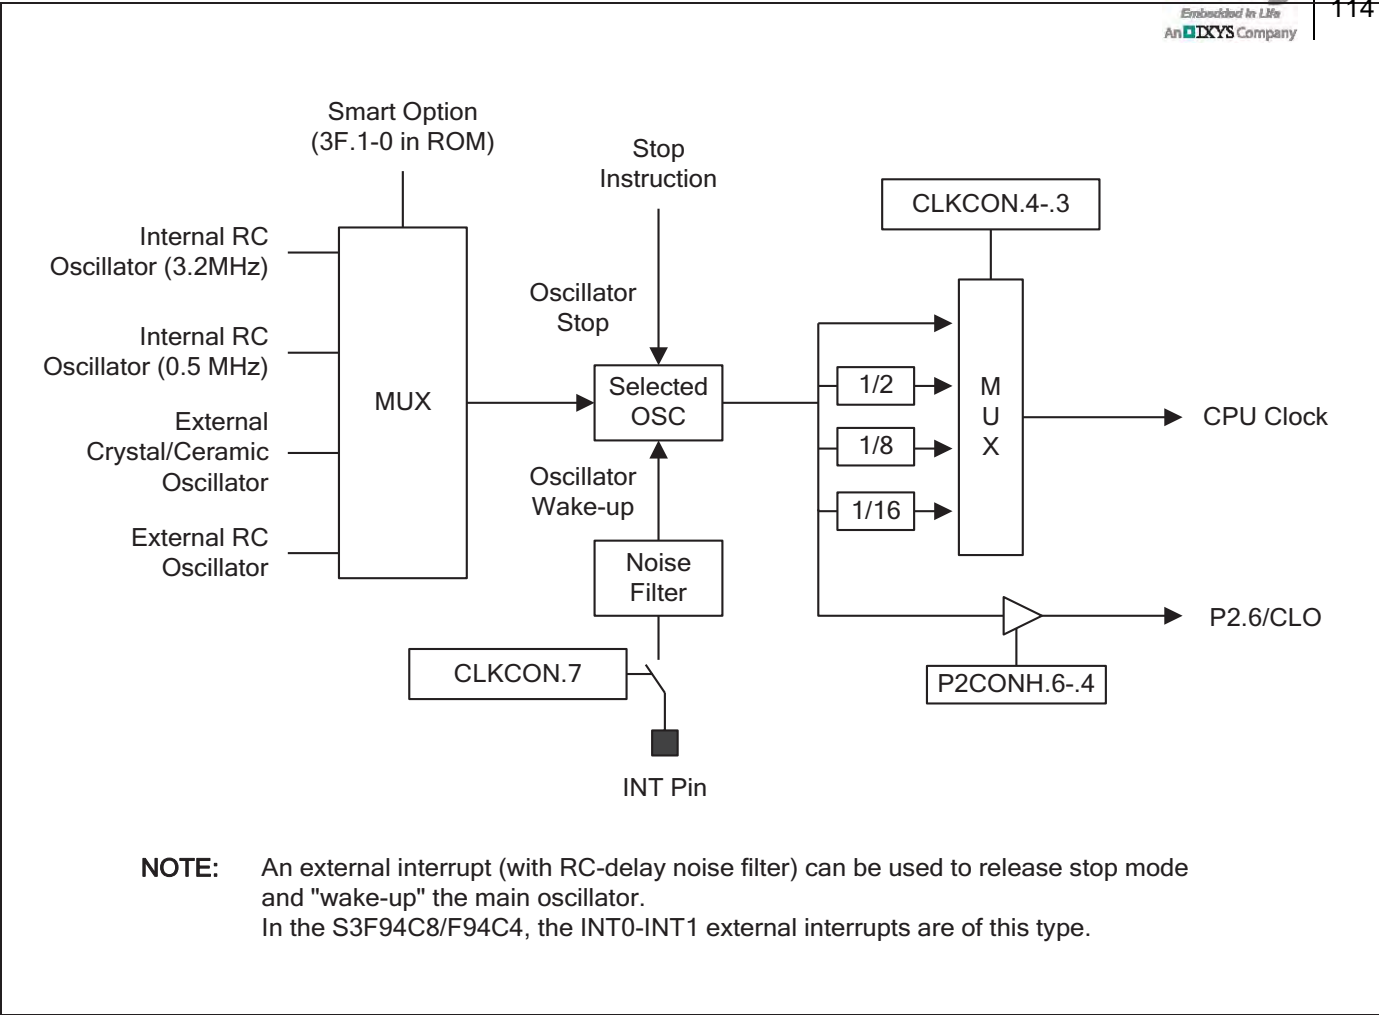 Embedded in Life
An IXYS Company
114
Smart Option
(3F.1-0 in ROM)
Stop
Instruction
CLKCON.4-.3
Internal RC
Oscillator (3.2MHz)
Oscillator
Stop
Internal RC
Oscillator (0.5 MHz)
MUX
Selected
OSC
1/2
M
U
X
CPU Clock
External
Crystal/Ceramic
Oscillator
1/8
Oscillator
Wake-up
1/16
External RC
Oscillator
Noise
Filter
P2.6/CLO
CLKCON.7
P2CONH.6-.4
INT Pin
NOTE: An external interrupt (with RC-delay noise filter) can be used to release stop mode
and "wake-up" the main oscillator.
In the S3F94C8/F94C4, the INT0-INT1 external interrupts are of this type.